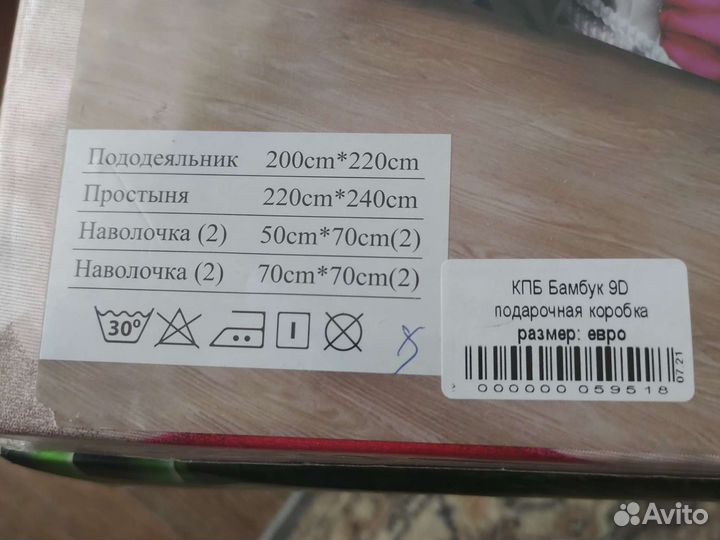 Пододеяльник 200cm*220cm
Простыня 220cm*240cm
Наволочка (2) 50cm*70cm(2)
Наволочка (2) 70cm*70cm(2)
30°
КПБ Бамбук 9D
подарочная коробка
размер: евро
000000 059518
07 21
Avito